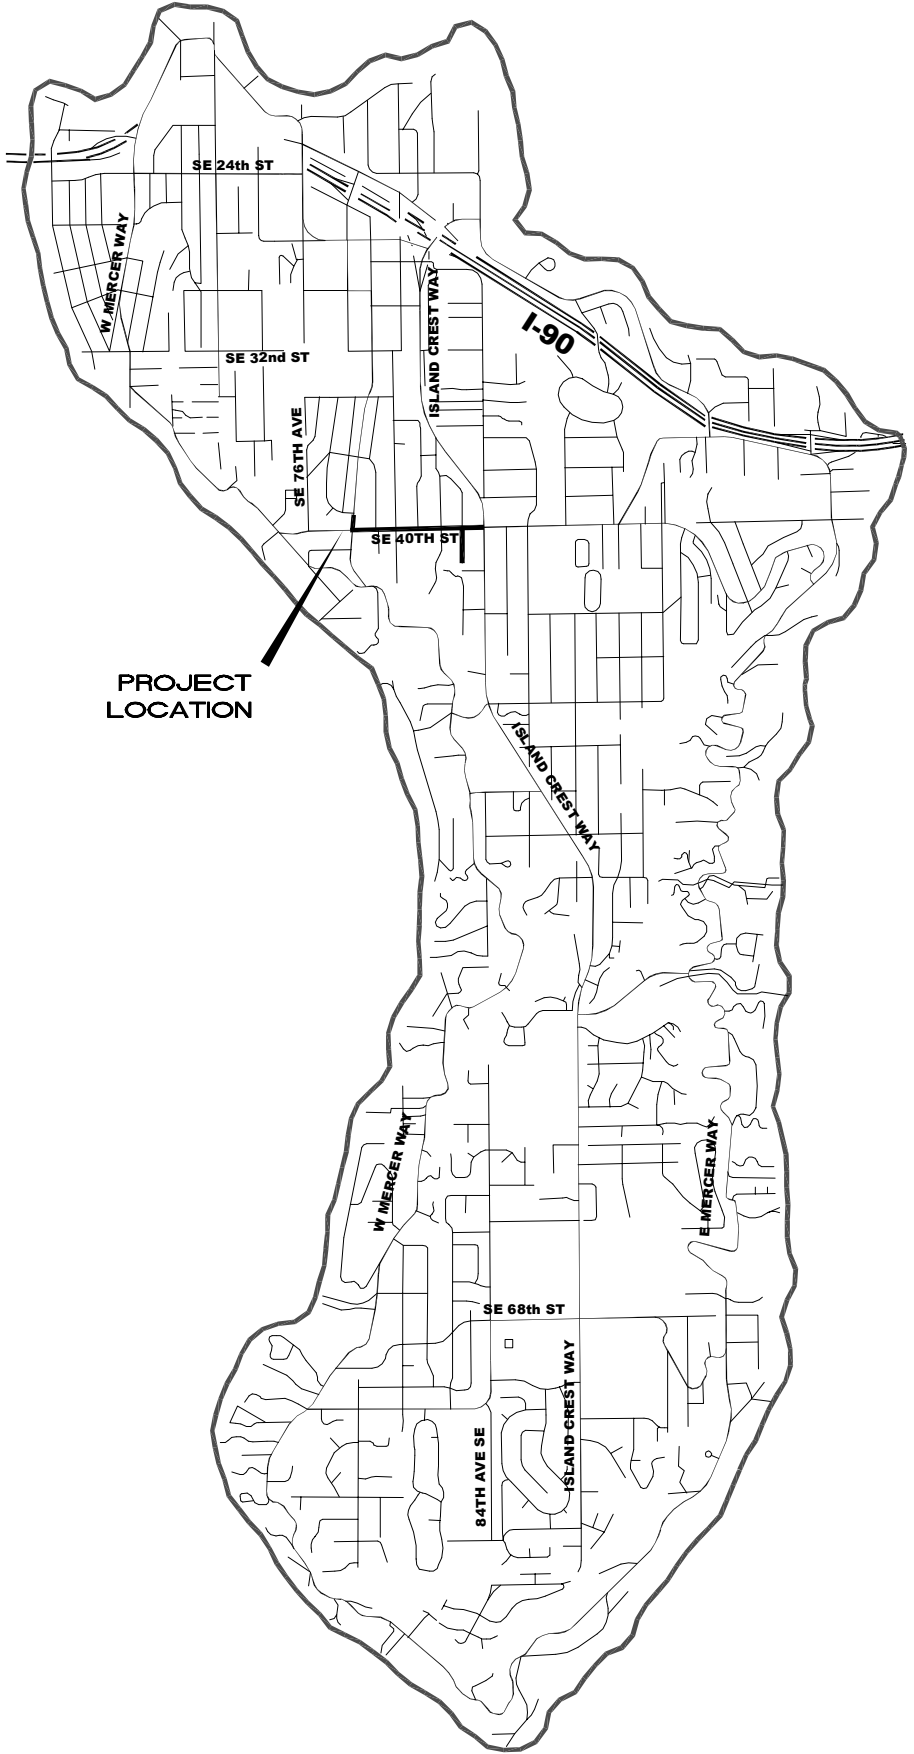 SE 24th ST
W MERCER WAY
ISLAND CREST WAY
I-90
SE 32nd ST
SE 76TH AVE
SE 40TH ST
PROJECT
LOCATION
ISLAND CREST WAY
W MERCER WAY
E MERCER WAY
SE 68th ST
ISLAND CREST WAY
84TH AVE SE